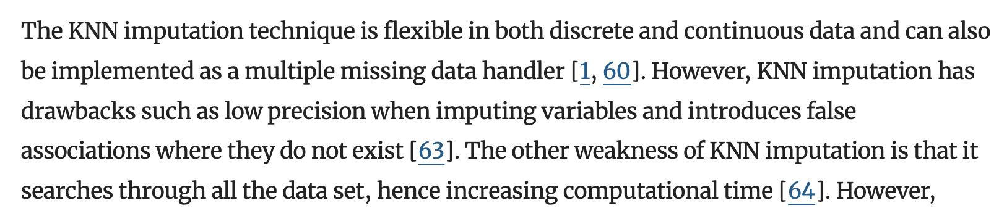 The KNN imputation technique is flexible in both discrete and continuous data and can also
be implemented as a multiple missing data handler [1, 60]. However, KNN imputation has
drawbacks such as low precision when imputing variables and introduces false
associations where they do not exist [63]. The other weakness of KNN imputation is that it
searches through all the data set, hence increasing computational time [64]. However,